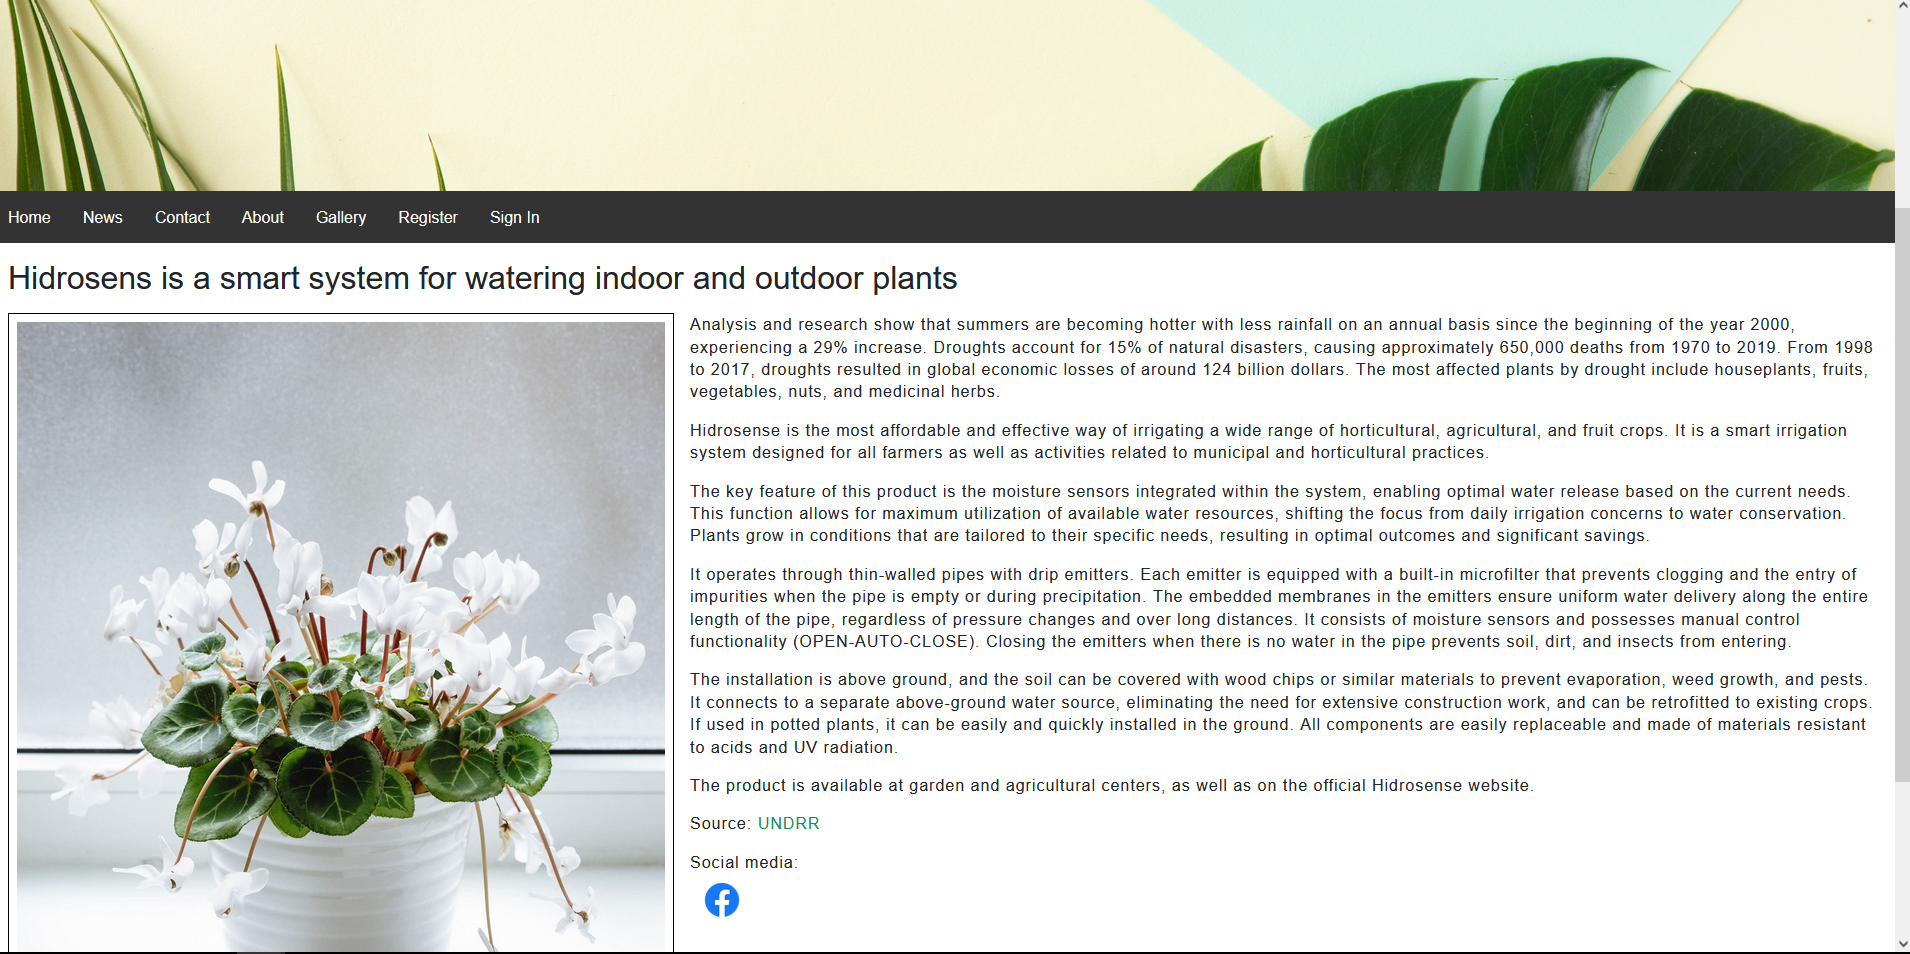 Home News Contact About Gallery Register Sign In
Hidrosens is a smart system for watering indoor and outdoor plants
Analysis and research show that summers are becoming hotter with less rainfall on an annual basis since the beginning of the year 2000,
experiencing a 29% increase. Droughts account for 15% of natural disasters, causing approximately 650,000 deaths from 1970 to 2019. From 1998
to 2017, droughts resulted in global economic losses of around 124 billion dollars. The most affected plants by drought include houseplants, fruits,
vegetables, nuts, and medicinal herbs.
Hidrosense is the most affordable and effective way of irrigating a wide range of horticultural, agricultural, and fruit crops. It is a smart irrigation
system designed for all farmers as well as activities related to municipal and horticultural practices.
The key feature of this product is the moisture sensors integrated within the system, enabling optimal water release based on the current needs.
This function allows for maximum utilization of available water resources, shifting the focus from daily irrigation concerns to water conservation.
Plants grow in conditions that are tailored to their specific needs, resulting in optimal outcomes and significant savings.
It operates through thin-walled pipes with drip emitters. Each emitter is equipped with a built-in microfilter that prevents clogging and the entry of
impurities when the pipe is empty or during precipitation. The embedded membranes in the emitters ensure uniform water delivery along the entire
length of the pipe, regardless of pressure changes and over long distances. It consists of moisture sensors and possesses manual control
functionality (OPEN-AUTO-CLOSE). Closing the emitters when there is no water in the pipe prevents soil, dirt, and insects from entering.
The installation is above ground, and the soil can be covered with wood chips or similar materials to prevent evaporation, weed growth, and pests.
It connects to a separate above-ground water source, eliminating the need for extensive construction work, and can be retrofitted to existing crops.
If used in potted plants, it can be easily and quickly installed in the ground. All components are easily replaceable and made of materials resistant
to acids and UV radiation.
The product is available at garden and agricultural centers, as well as on the official Hidrosense website.
Source: UNDRR
Social media: